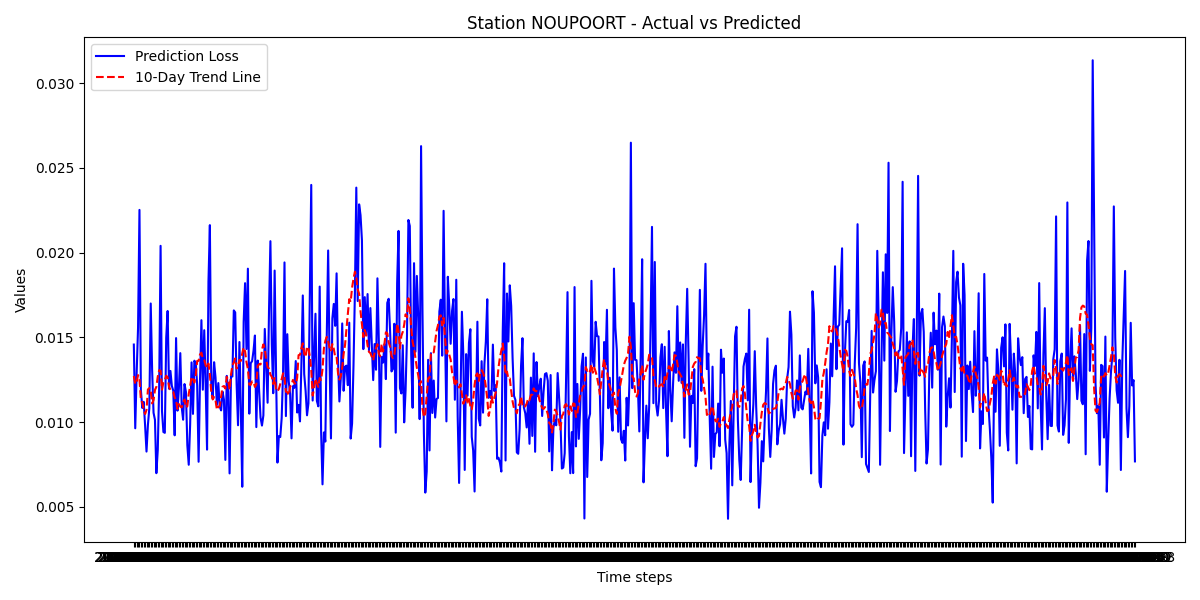 Station NOUPOORT - Actual vs Predicted
Prediction Loss
10-Day Trend Line
Values
0.030
0.025
0.020
0.015
0.010
0.005
Time steps